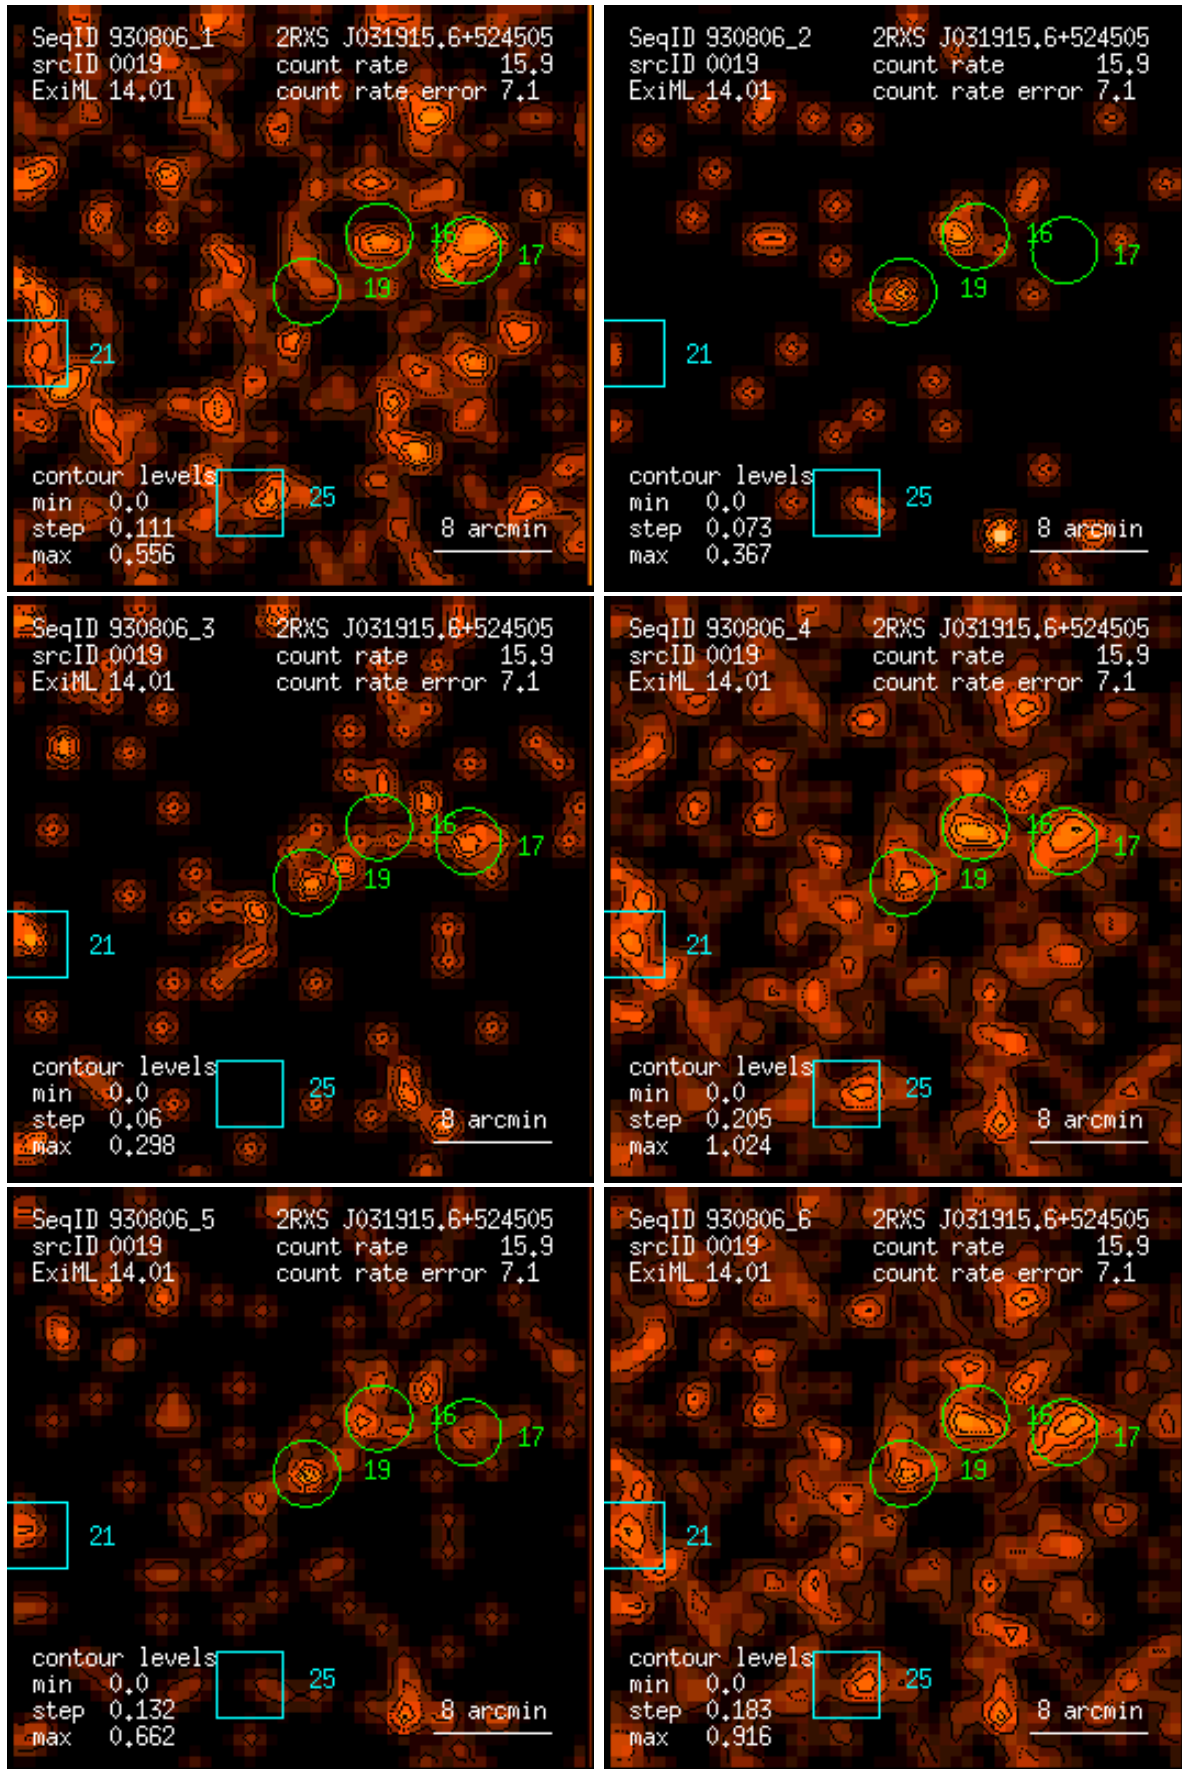 SeqID 930806_1 2RXS J031915.6+524505
srcID 0019 count rate 15.9
ExiML 14.01 count rate error 7.1
16
17
19
21
25
contour levels
min 0.0
step 0.111
max 0.556
8 arcmin
SeqID 930806_2 2RXS J031915.6+524505
srcID 0019 count rate 15.9
ExiML 14.01 count rate error 7.1
16
17
19
21
25
contour levels
min 0.0
step 0.073
max 0.367
8 arcmin
SeqID 930806_3 2RXS J031915.6+524505
srcID 0019 count rate 15.9
ExiML 14.01 count rate error 7.1
16
17
19
21
25
contour levels
min 0.0
step 0.06
max 0.298
8 arcmin
SeqID 930806_4 2RXS J031915.6+524505
srcID 0019 count rate 15.9
ExiML 14.01 count rate error 7.1
16
17
19
21
25
contour levels
min 0.0
step 0.205
max 1.024
8 arcmin
SeqID 930806_5 2RXS J031915.6+524505
srcID 0019 count rate 15.9
ExiML 14.01 count rate error 7.1
16
17
19
21
25
contour levels
min 0.0
step 0.132
max 0.662
8 arcmin
SeqID 930806_6 2RXS J031915.6+524505
srcID 0019 count rate 15.9
ExiML 14.01 count rate error 7.1
16
17
19
21
25
contour levels
min 0.0
step 0.183
max 0.916
8 arcmin